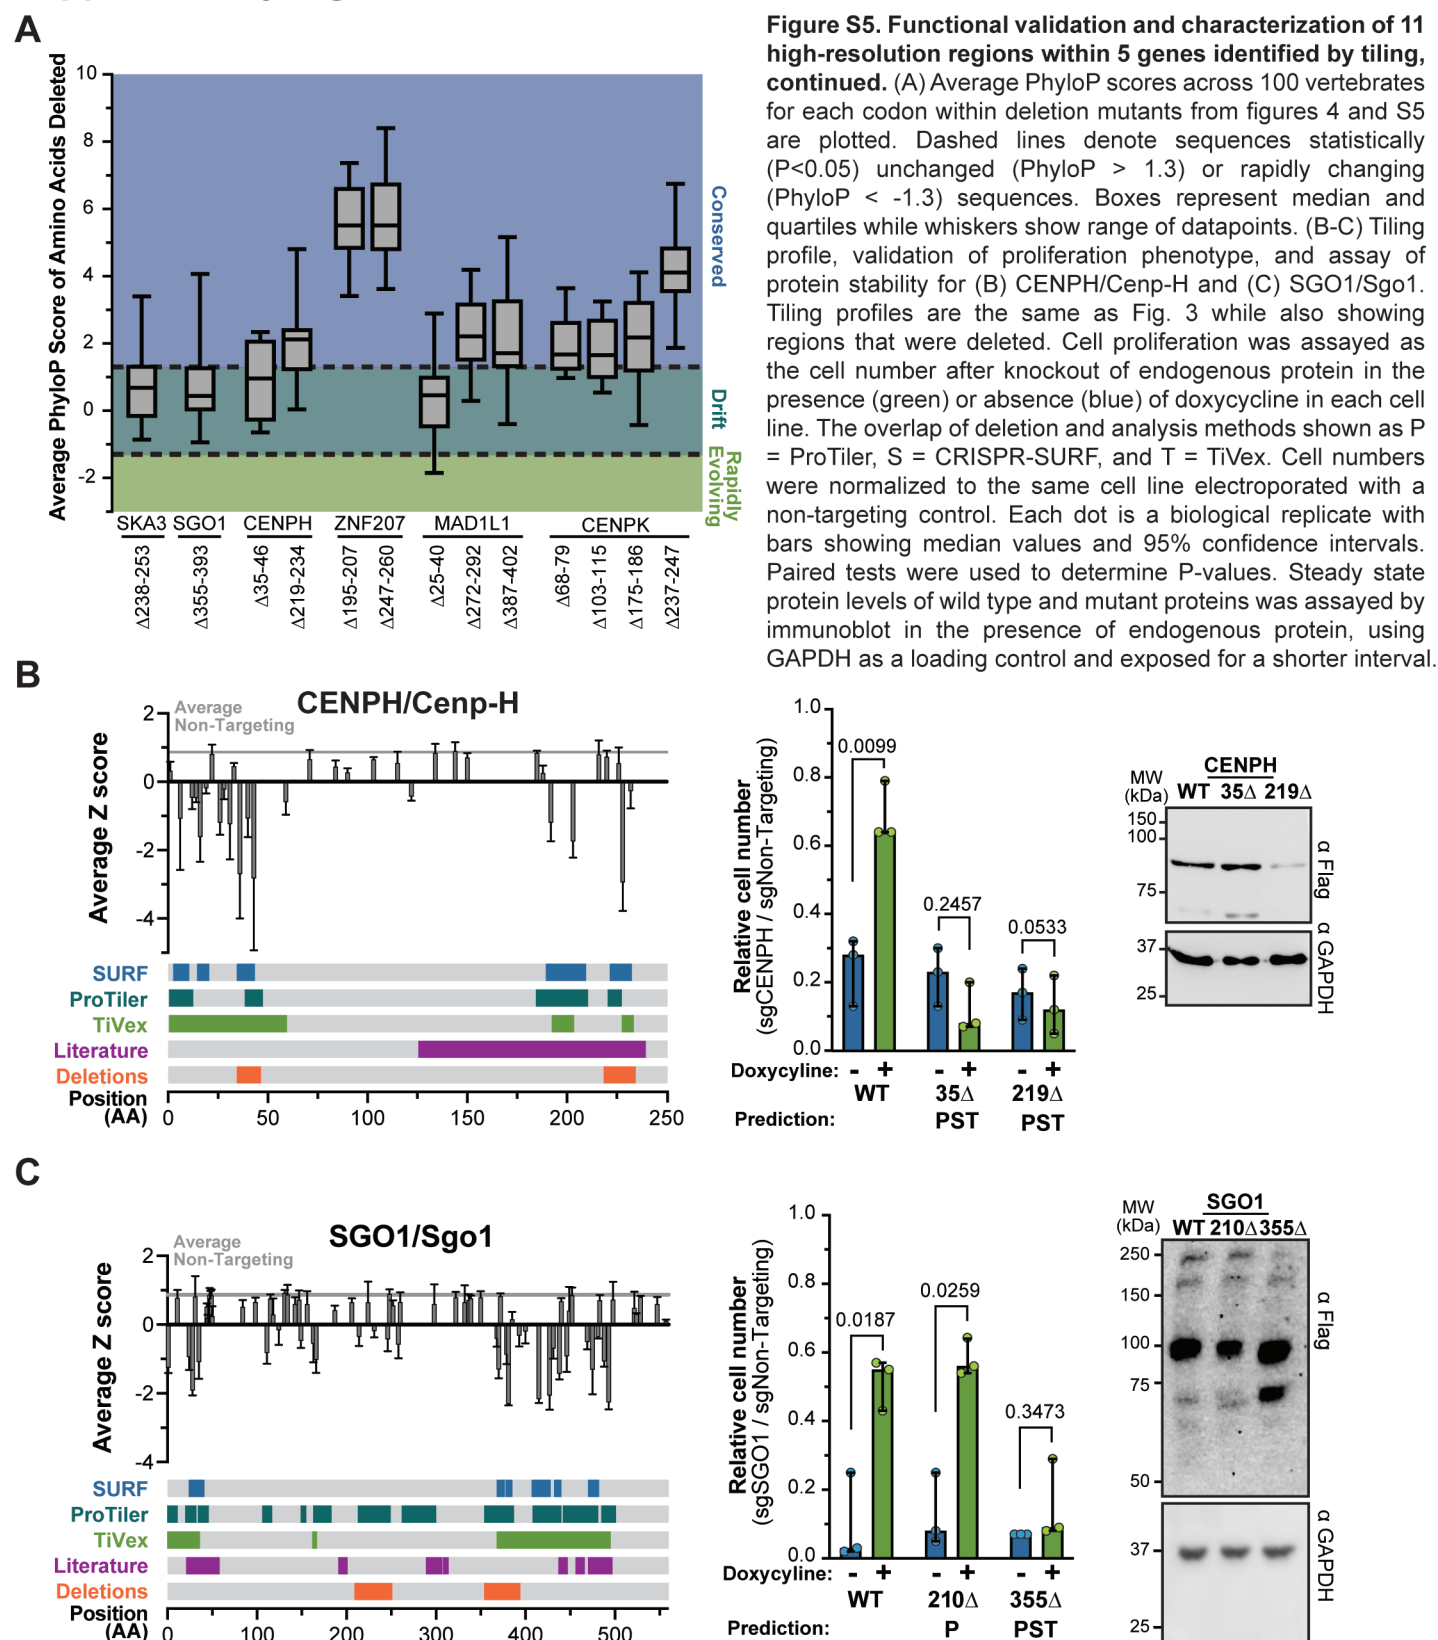 A
Figure S5. Functional validation and characterization of 11
high-resolution regions within 5 genes identified by tiling,
continued. (A) Average PhyloP scores across 100 vertebrates
for each codon within deletion mutants from figures 4 and S5
are plotted. Dashed lines denote sequences statistically
(P<0.05) unchanged (PhyloP > 1.3) or rapidly changing
(PhyloP < -1.3) sequences. Boxes represent median and
quartiles while whiskers show range of datapoints. (B-C) Tiling
profile, validation of proliferation phenotype, and assay of
protein stability for (B) CENPH/Cenp-H and (C) SGO1/Sgo1.
Tiling profiles are the same as Fig. 3 while also showing
regions that were deleted. Cell proliferation was assayed as
the cell number after knockout of endogenous protein in the
presence (green) or absence (blue) of doxycycline in each cell
line. The overlap of deletion and analysis methods shown as P
= ProTiler, S = CRISPR-SURF, and T = TiVex. Cell numbers
were normalized to the same cell line electroporated with a
non-targeting control. Each dot is a biological replicate with
bars showing median values and 95% confidence intervals.
Paired tests were used to determine P-values. Steady state
protein levels of wild type and mutant proteins was assayed by
immunoblot in the presence of endogenous protein, using
GAPDH as a loading control and exposed for a shorter interval.
Average PhyloP Score of Amino Acids Deleted
10
8
6
4
2
0
-2
Conserved
Drift
Rapidly
Evolving
SKA3 SGO1 CENPH ZNF207 MAD1L1 CENPK
Δ238-253
Δ355-393
Δ35-46
Δ219-234
Δ195-207
Δ247-260
Δ25-40
Δ272-292
Δ387-402
Δ68-79
Δ103-115
Δ175-186
Δ237-247
B
CENPH/Cenp-H
Average
Non-Targeting
Average Z score
2
0
-2
-4
SURF
ProTiler
TiVex
Literature
Deletions
Position
(AA)
0 50 100 150 200 250
Relative cell number
(sgCENPH / sgNon-Targeting)
1.0
0.8
0.6
0.4
0.2
0.0
0.0099
0.2457
0.0533
Doxycyline: - + - + - +
WT 35Δ 219Δ
Prediction: PST PST
CENPH
MW
(kDa)
WT 35Δ 219Δ
150
100
75
37
25
α Flag
α GAPDH
C
SGO1/Sgo1
Average
Non-Targeting
Average Z score
2
0
-2
-4
SURF
ProTiler
TiVex
Literature
Deletions
Position
(AA)
0 100 200 300 400 500
Relative cell number
(sgSGO1 / sgNon-Targeting)
1.0
0.8
0.6
0.4
0.2
0.0
0.0187
0.0259
0.3473
Doxycyline: - + - + - +
WT 210Δ 355Δ
Prediction: P PST
SGO1
MW
(kDa)
WT 210Δ 355Δ
250
150
100
75
50
37
25
α Flag
α GAPDH